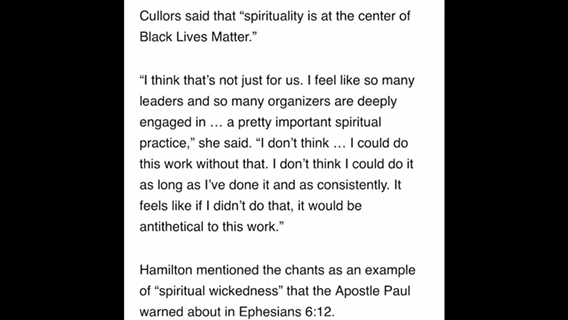 Cullors said that “spirituality is at the center of
Black Lives Matter.”
“I think that’s not just for us. I feel like so many
leaders and so many organizers are deeply
engaged in … a pretty important spiritual
practice,” she said. “I don’t think … I could do
this work without that. I don’t think I could do it
as long as I’ve done it and as consistently. It
feels like if I didn’t do that, it would be
antithetical to this work.”
Hamilton mentioned the chants as an example
of “spiritual wickedness” that the Apostle Paul
warned about in Ephesians 6:12.